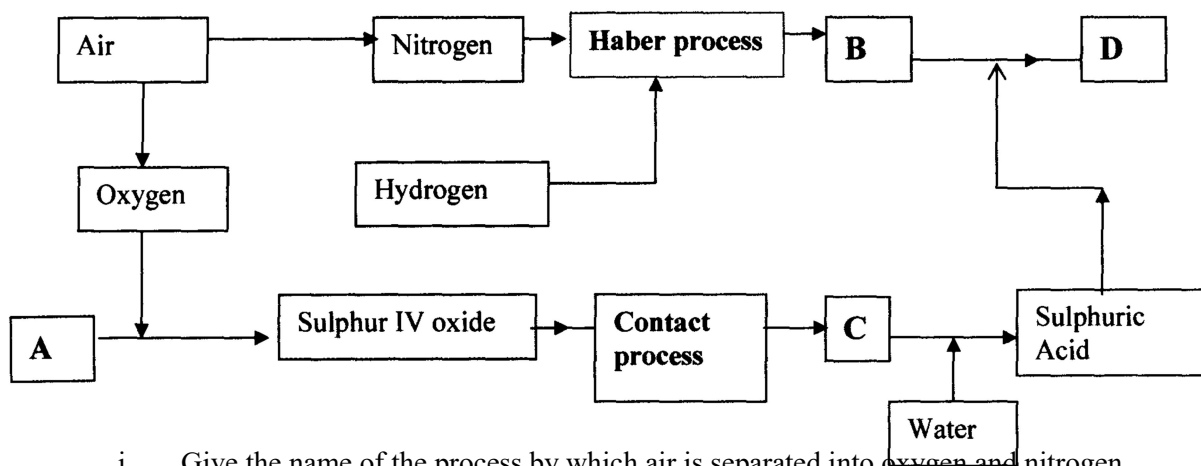 Air
Nitrogen
Haber process
B
D
Oxygen
Hydrogen
A
Sulphur IV oxide
Contact
process
C
Sulphuric
Acid
Water
i. Give the name of the process by which air is separated into oxygen and nitrogen